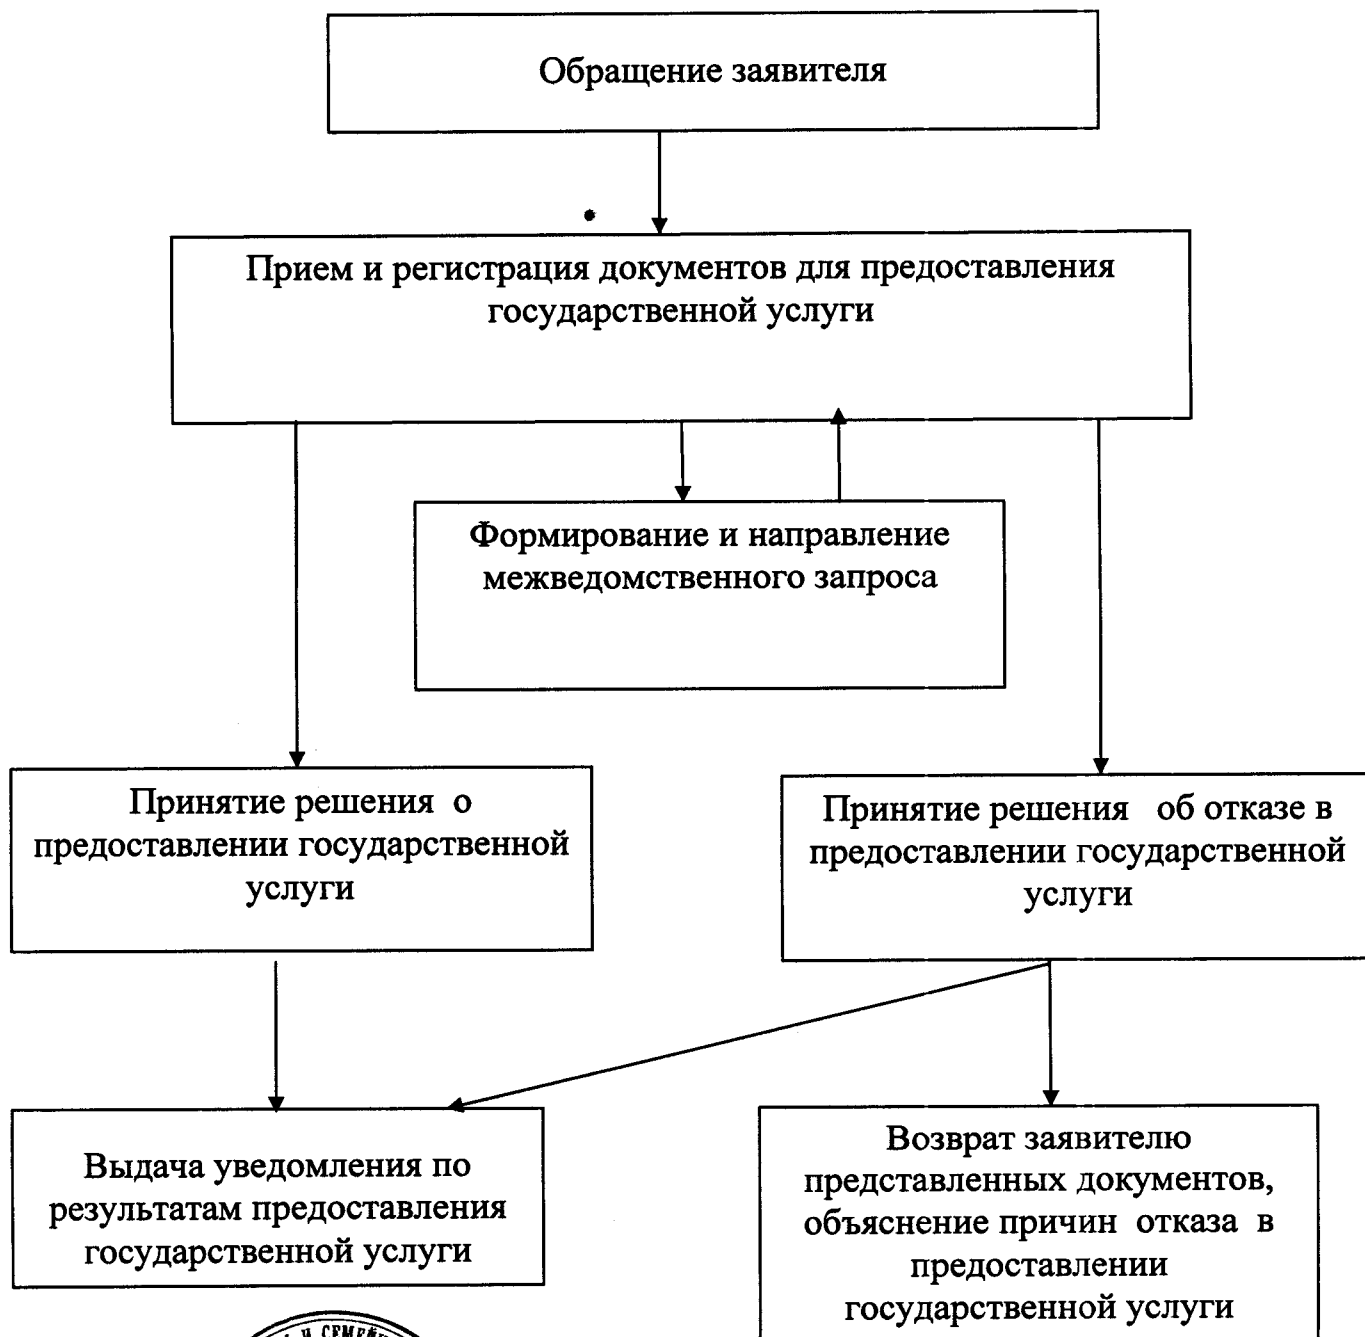 Обращение заявителя
Прием и регистрация документов для предоставления
государственной услуги
Формирование и направление
межведомственного запроса
Принятие решения о
предоставлении государственной
услуги
Принятие решения об отказе в
предоставлении государственной
услуги
Выдача уведомления по
результатам предоставления
государственной услуги
Возврат заявителю
представленных документов,
объяснение причин отказа в
предоставлении
государственной услуги
И СЕМЕЙ